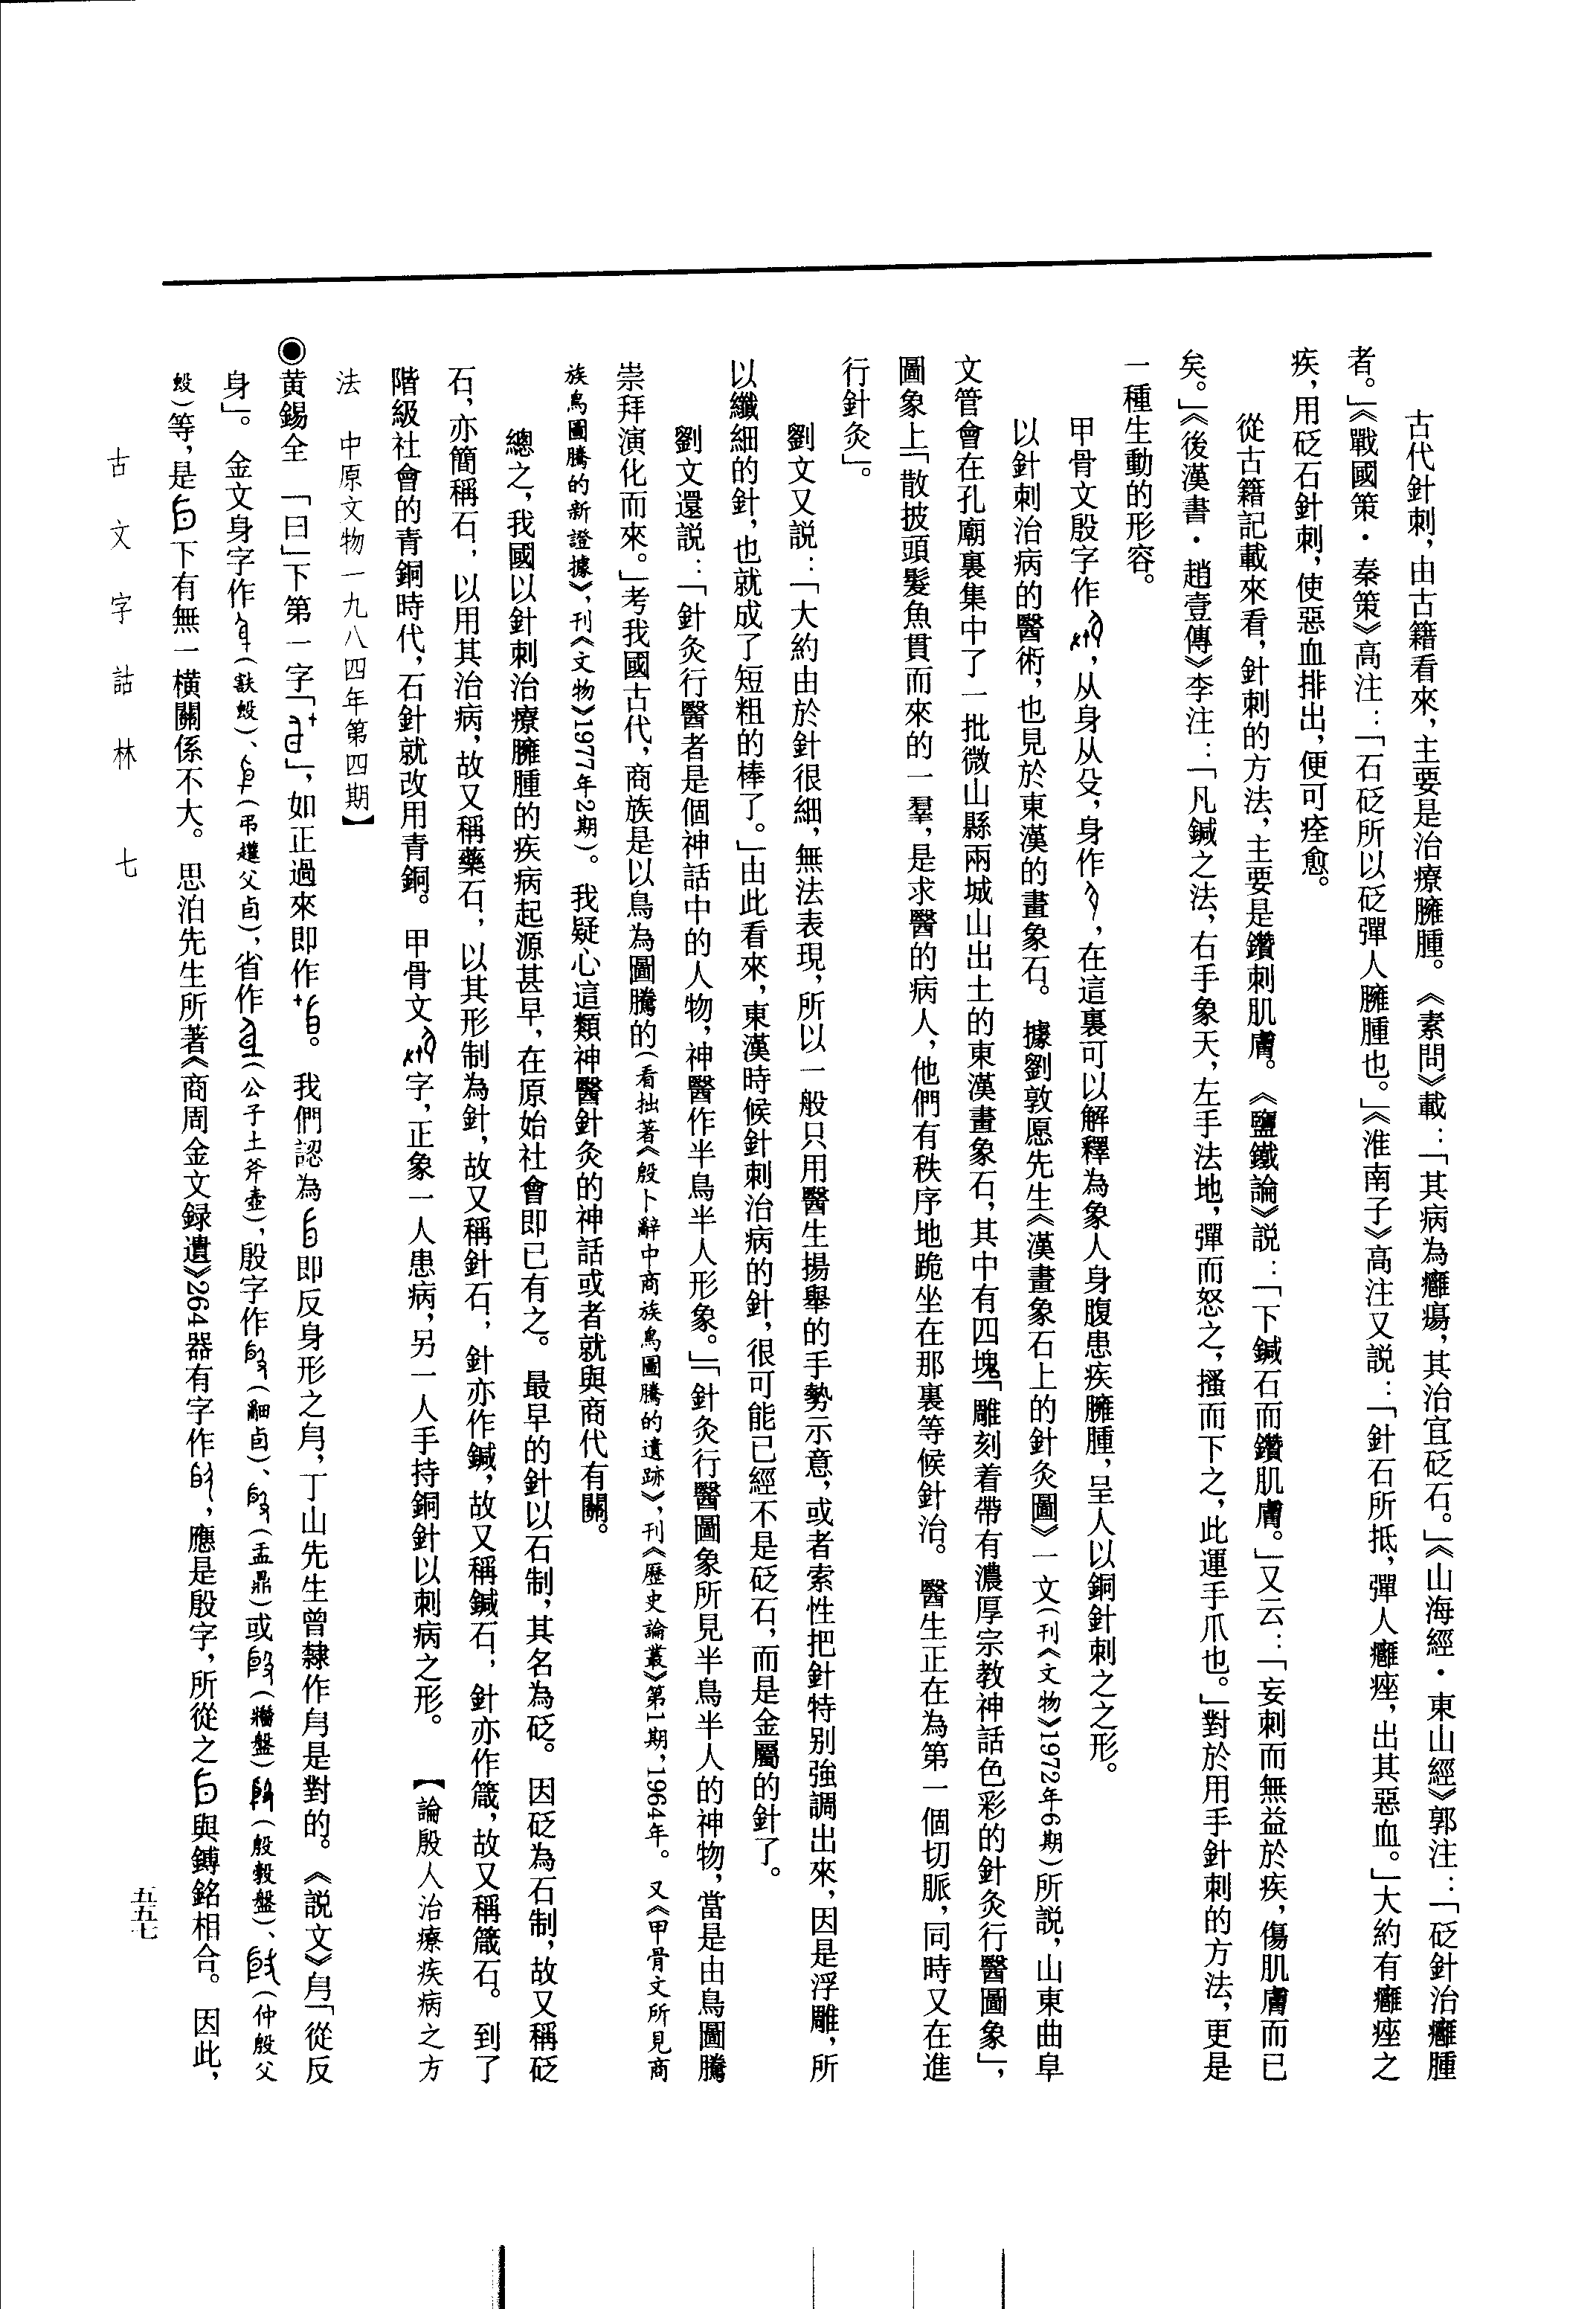 古代針刺，由古籍看來，主要是治療臃腫。《素問》載：「其病為癰瘍，其治宜砭石。」《山海經·東山經》郭注：「砭針治癰腫
者。」《戰國策·秦策》高注：「石砭所以砭彈人臃腫也。」《淮南子》高注又説：「針石所抵，彈人癰痤，出其惡血。」大約有癰痤之
疾，用砭石針刺，使惡血排出，便可痊愈。
從古籍記載來看，針刺的方法，主要是鑽刺肌膚。《鹽鐵論》説：「下鍼石而鑽肌膚。」又云：「妄刺而無益於疾，傷肌膚而已
矣。」《後漢書·趙壹傳》李注：「凡鍼之法，右手象天，左手法地，彈而怒之，搔而下之，此運手爪也。」對於用手針刺的方法，更是
一種生動的形容。
甲骨文殷字作，从身从殳，身作，在這裏可以解釋為象人身腹患疾臃腫，呈人以銅針刺之之形。
以針刺治病的醫術，也見於東漢的畫象石。據劉敦愿先生《漢畫象石上的針灸圖》一文（刊《文物》1972年6期）所説，山東曲阜
文管會在孔廟裏集中了一批微山縣兩城山出土的東漢畫象石，其中有四塊「雕刻着帶有濃厚宗教神話色彩的針灸行醫圖象」，
圖象上「散披頭髮魚貫而來的一羣，是求醫的病人，他們有秩序地跪坐在那裏等候針治。醫生正在為第一個切脈，同時又在進
行針灸」。
劉文又説：「大約由於針很細，無法表現，所以一般只用醫生揚舉的手勢示意，或者索性把針特别強調出來，因是浮雕，所
以纖細的針，也就成了短粗的棒了。」由此看來，東漢時候針刺治病的針，很可能已經不是砭石，而是金屬的針了。
劉文還説：「針灸行醫者是個神話中的人物，神醫作半鳥半人形象。」「針灸行醫圖象所見半鳥半人的神物，當是由鳥圖騰
崇拜演化而來。」考我國古代，商族是以鳥為圖騰的（看拙著《殷卜辭中商族鳥圖騰的遺跡》，刊《歷史論叢》第1期，1964年。又《甲骨文所見商
族鳥圖騰的新證據》，刊《文物》1977年2期）。我疑心這類神醫針灸的神話或者就與商代有關。
總之，我國以針刺治療臃腫的疾病起源甚早，在原始社會即已有之。最早的針以石制，其名為砭。因砭為石制，故又稱砭
石，亦簡稱石，以用其治病，故又稱藥石，以其形制為針，故又稱針石，針亦作鍼，故又稱鍼石，針亦作箴，故又稱箴石。到了
階級社會的青銅時代，石針就改用青銅。甲骨文字，正象一人患病，另一人手持銅針以刺病之形。【論殷人治療疾病之方
法　中原文物一九八四年第四期】
◉黄錫全　「曰」下第一字「」，如正過來即作。我們認為即反身形之㐆，丁山先生曾隸作㐆是對的。《説文》㐆「從反
身」。金文身字作（㝬𣪘）、（弔䟒父卣），省作（公子土斧壺），殷字作（卣）、（盂鼎）或（牆盤）（殷㝅盤）、（仲殷父
𣪘）等，是下有無一横關係不大。思泊先生所著《商周金文録遺》264器有字作，應是殷字，所從之與鎛銘相合。因此，
古文字詁林　七
五五七